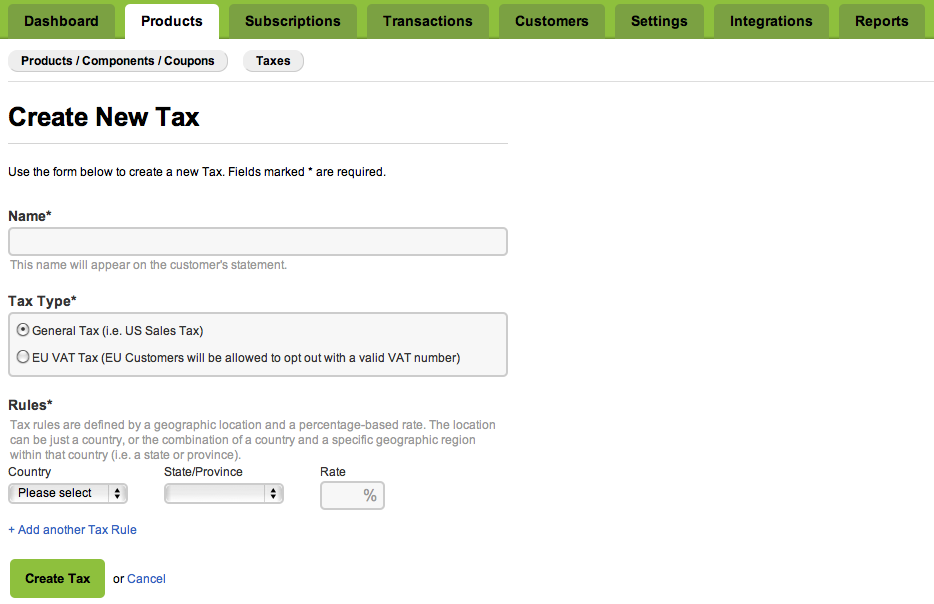 Dashboard Products Subscriptions Transactions Customers Settings Integrations Reports
Products / Components / Coupons Taxes
Create New Tax
Use the form below to create a new Tax. Fields marked * are required.
Name*
This name will appear on the customer's statement.
Tax Type*
General Tax (i.e. US Sales Tax)
EU VAT Tax (EU Customers will be allowed to opt out with a valid VAT number)
Rules*
Tax rules are defined by a geographic location and a percentage-based rate. The location
can be just a country, or the combination of a country and a specific geographic region
within that country (i.e. a state or province).
Country State/Province Rate
Please select %
+ Add another Tax Rule
Create Tax or Cancel